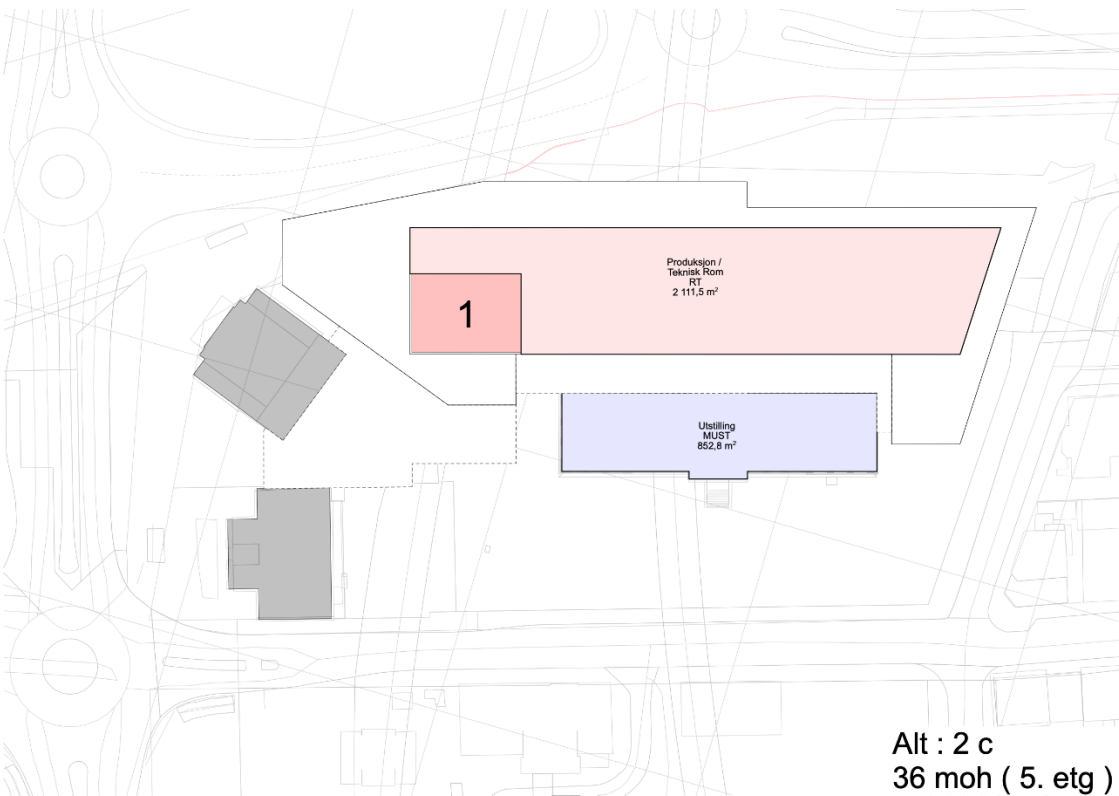 Produksjon /
Teknisk Rom
RT
2 111,5 m²
1
Utstilling
MUST
852,8 m²
Alt : 2 c
36 moh ( 5. etg )